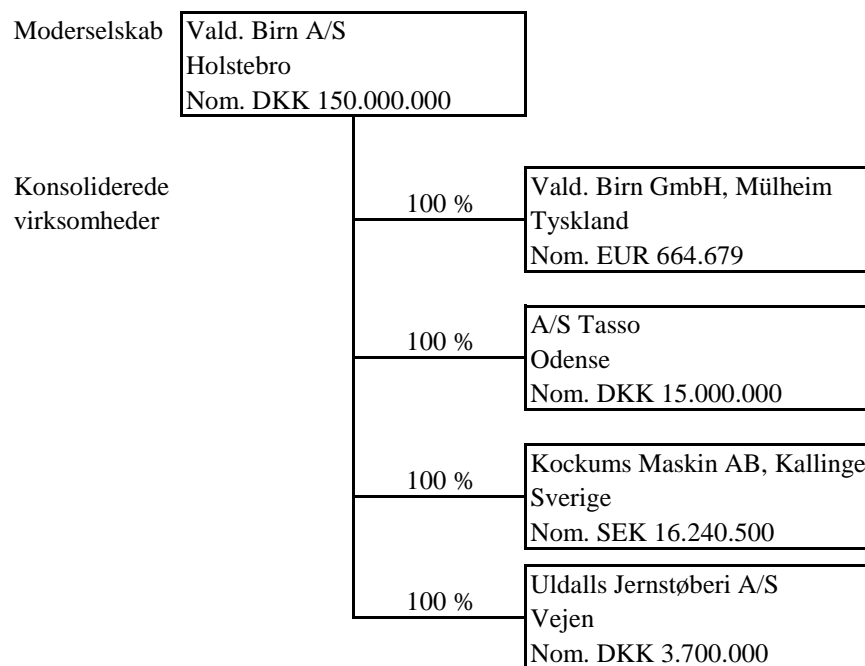 Moderselskab
Vald. Birn A/S
Holstebro
Nom. DKK 150.000.000
Konsoliderede
virksomheder
100 %
Vald. Birn GmbH, Mülheim
Tyskland
Nom. EUR 664.679
100 %
A/S Tasso
Odense
Nom. DKK 15.000.000
100 %
Kockums Maskin AB, Kallinge
Sverige
Nom. SEK 16.240.500
100 %
Uldalls Jernstøberi A/S
Vejen
Nom. DKK 3.700.000